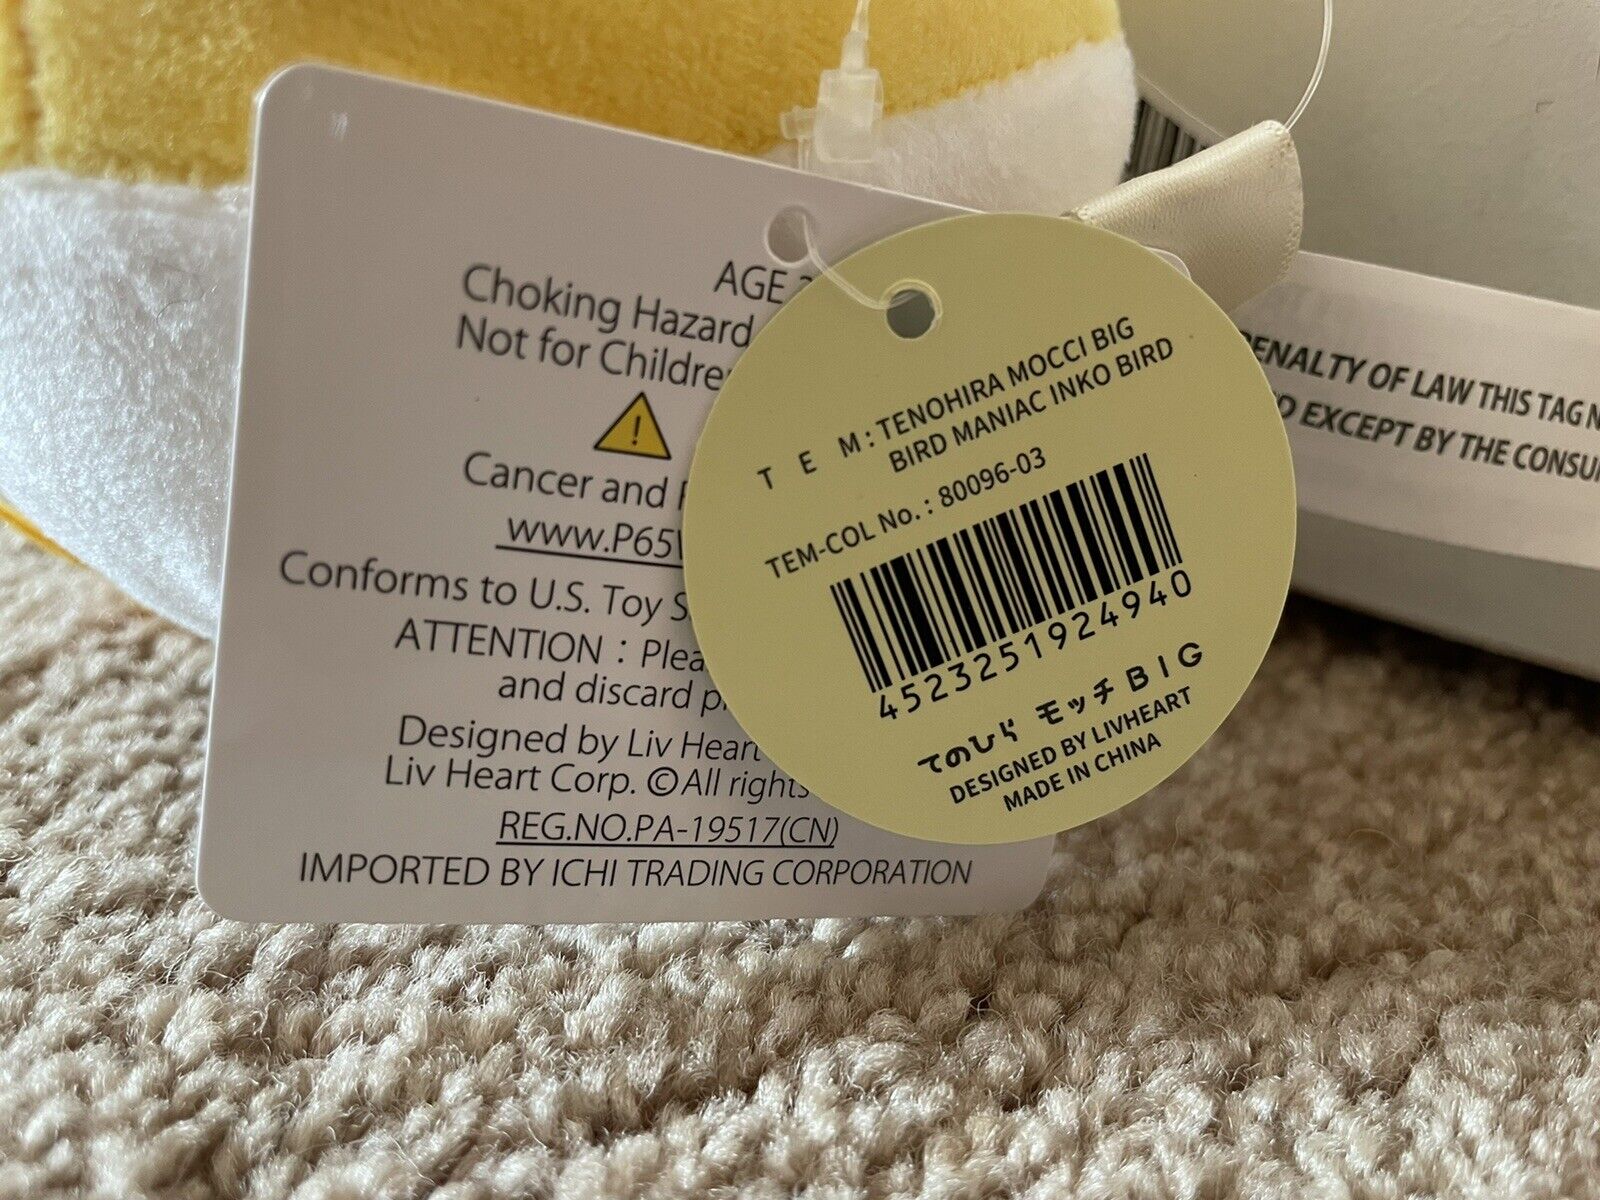 AGE
Choking Hazard
Not for Childre
Cancer and
www.P65
Conforms to U.S. Toy S
ATTENTION : Plea
and discard p
Designed by Liv Heart
Liv Heart Corp. ©All rights
REG.NO.PA-19517(CN)
IMPORTED BY ICHI TRADING CORPORATION
T E M : TENOHIRA MOCCI BIG
BIRD MANIAC INKO BIRD
TEM-COL No. : 80096-03
4523251924940
てのひら モッチ BIG
DESIGNED BY LIVHEART
MADE IN CHINA
PENALTY OF LAW THIS TAG N
D EXCEPT BY THE CONSU